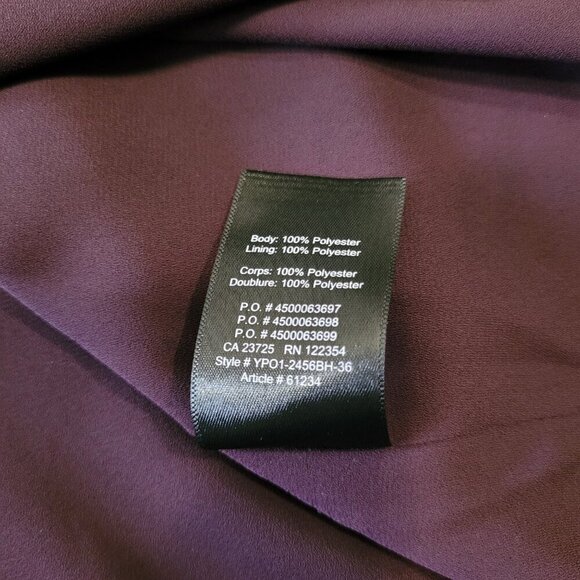 Body: 100% Polyester
Lining: 100% Polyester
Corps: 100% Polyester
Doublure: 100% Polyester
P.O. # 4500063697
P.O. # 4500063698
P.O. # 4500063699
CA 23725 RN 122354
Style # YPO1-2456BH-36
Article # 61234